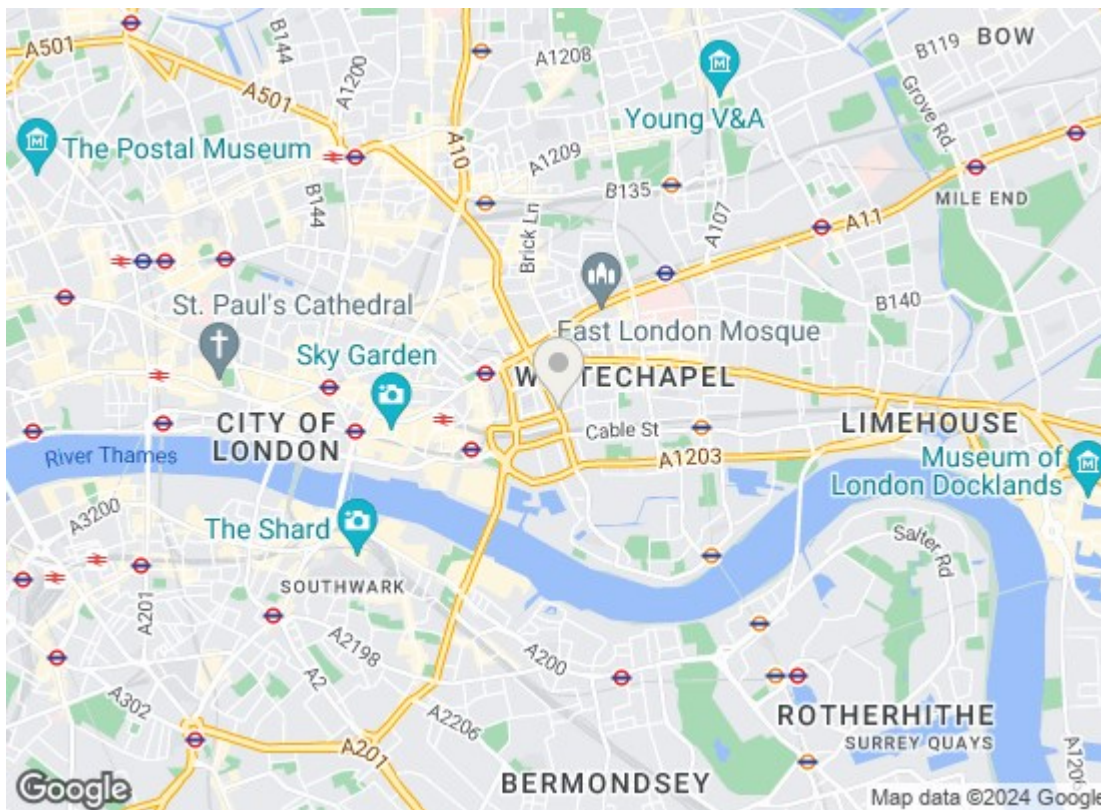 A501
B144
A1200
A1208
B119
BOW
A501
A10
Young V&A
Grove Rd
The Postal Museum
A1209
B144
B135
MILE END
A107
A11
Brick Ln
St. Paul's Cathedral
B140
East London Mosque
Sky Garden
CITY OF
LONDON
Cable St
LIMEHOUSE
River Thames
A1203
Museum of
London Docklands
A3200
The Shard
Salter
Rd
SOUTHWARK
A201
A2198
A200
A2
A302
A2206
ROTHERHITHE
SURREY QUAYS
A201
BERMONDSEY
Google
Map data ©2024 Google